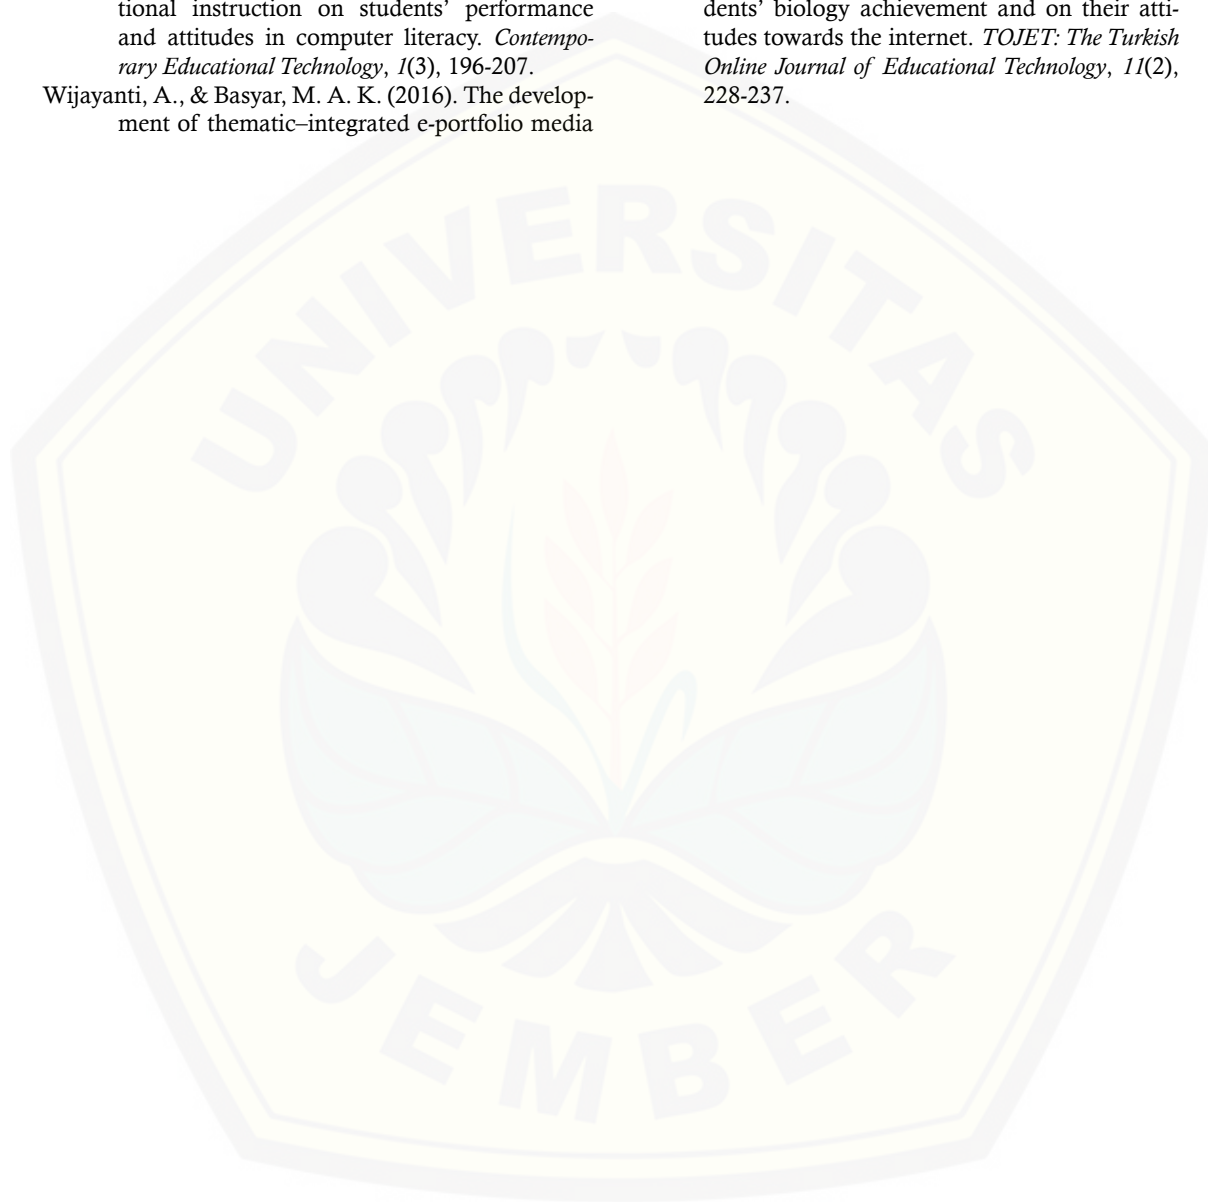 tional instruction on students’ performance
and attitudes in computer literacy. Contempo-
rary Educational Technology, 1(3), 196-207.
Wijayanti, A., & Basyar, M. A. K. (2016). The develop-
ment of thematic–integrated e-portfolio media
dents’ biology achievement and on their atti-
tudes towards the internet. TOJET: The Turkish
Online Journal of Educational Technology, 11(2),
228-237.
UNIVERSITAS
JEMBER